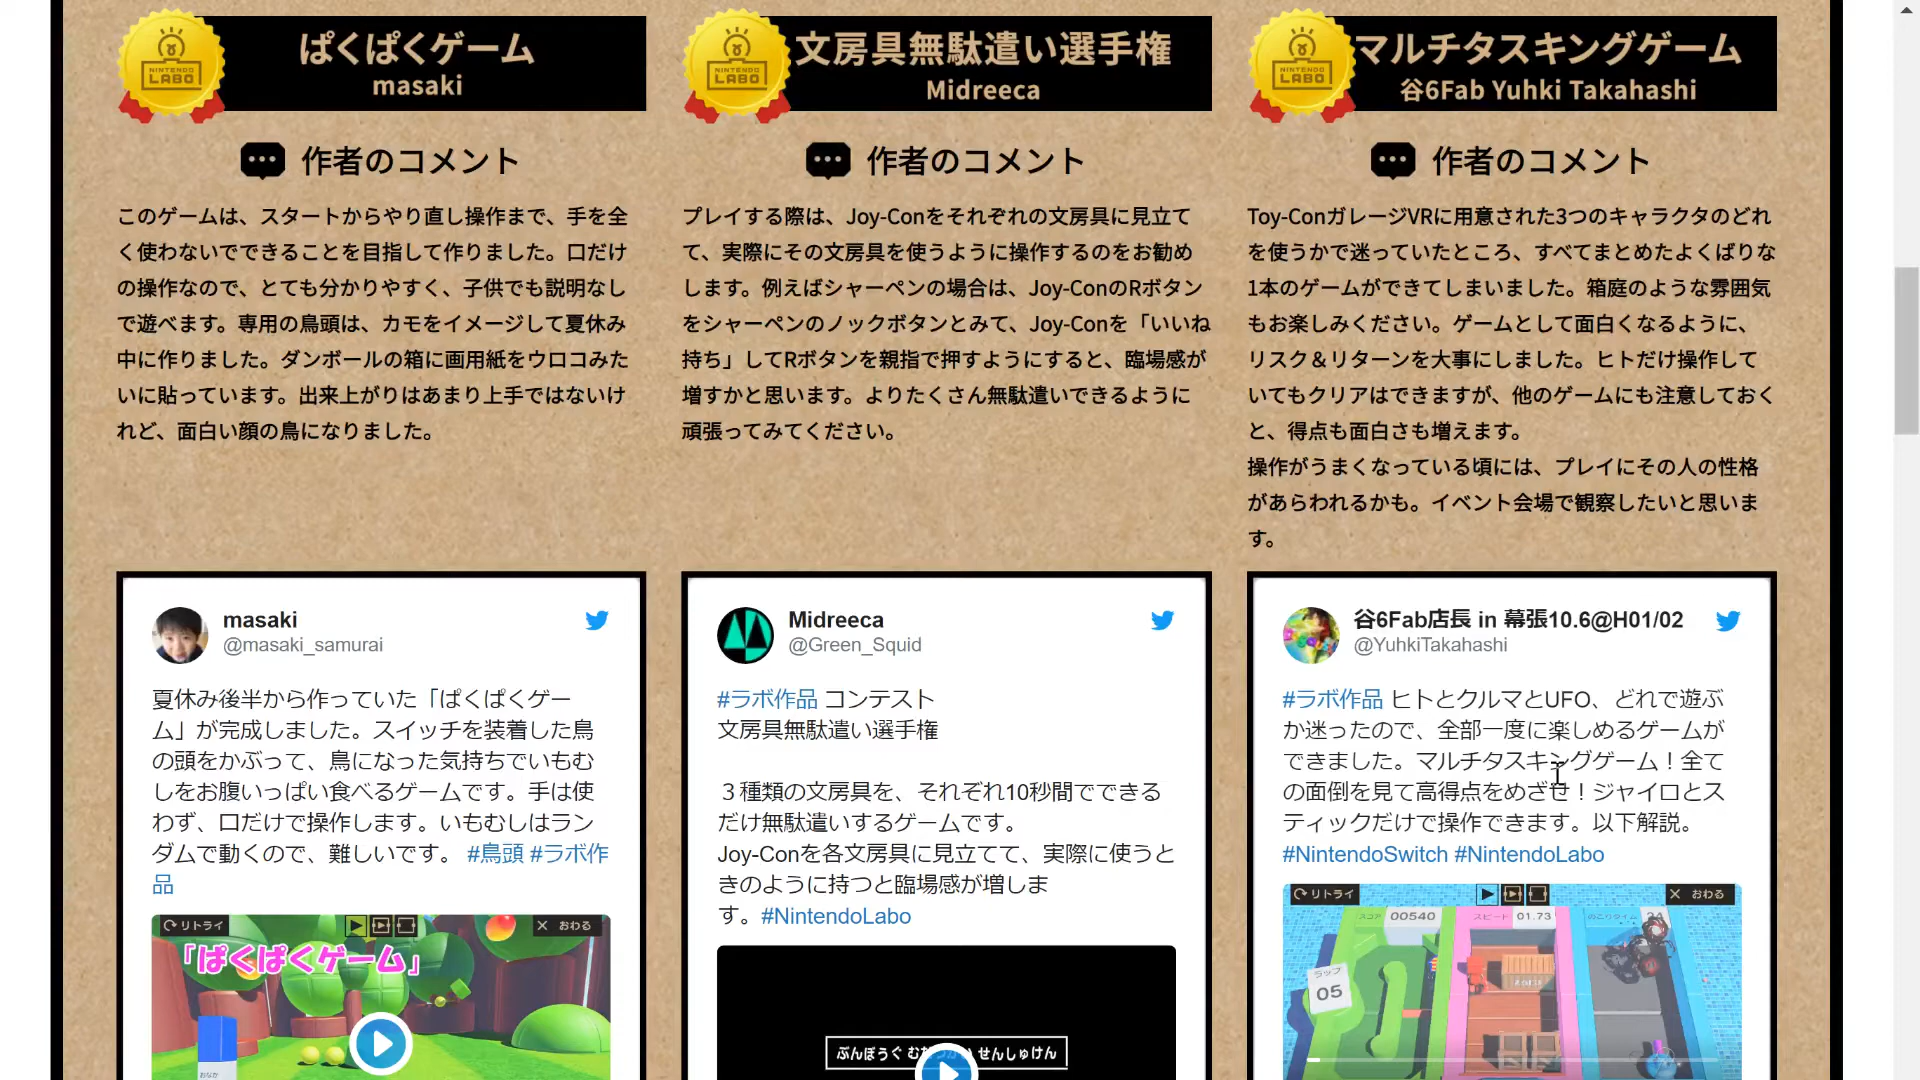 NINTENDO
LABO
ぱくぱくゲーム
masaki
作者のコメント
このゲームは、スタートからやり直し操作まで、手を全
く使わないでできることを目指して作りました。口だけ
の操作なので、とても分かりやすく、子供でも説明なし
で遊べます。専用の鳥頭は、カモをイメージして夏休み
中に作りました。ダンボールの箱に画用紙をウロコみた
いに貼っています。出来上がりはあまり上手ではないけ
れど、面白い顔の鳥になりました。
masaki
@masaki_samurai
夏休み後半から作っていた「ぱくぱくゲー
ム」が完成しました。スイッチを装着した鳥
の頭をかぶって、鳥になった気持ちでいもむ
しをお腹いっぱい食べるゲームです。手は使
わず、口だけで操作します。いもむしはラン
ダムで動くので、難しいです。 #鳥頭 #ラボ作
品
リトライ
おわる
「ぱくぱくゲーム」
おなか
NINTENDO
LABO
文房具無駄遣い選手権
Midreeca
作者のコメント
プレイする際は、Joy-Conをそれぞれの文房具に見立て
て、実際にその文房具を使うように操作するのをお勧め
します。例えばシャーペンの場合は、Joy-ConのRボタン
をシャーペンのノックボタンとみて、Joy-Conを「いいね
持ち」してRボタンを親指で押すようにすると、臨場感が
増すかと思います。よりたくさん無駄遣いできるように
頑張ってみてください。
Midreeca
@Green_Squid
#ラボ作品 コンテスト
文房具無駄遣い選手権
３種類の文房具を、それぞれ10秒間でできる
だけ無駄遣いするゲームです。
Joy-Conを各文房具に見立てて、実際に使うと
きのように持つと臨場感が増しま
す。#NintendoLabo
ぶんぼうぐ せんしゅけん
NINTENDO
LABO
マルチタスキングゲーム
谷6Fab Yuhki Takahashi
作者のコメント
Toy-ConガレージVRに用意された3つのキャラクタのどれ
を使うかで迷っていたところ、すべてまとめたよくばりな
1本のゲームができてしまいました。箱庭のような雰囲気
もお楽しみください。ゲームとして面白くなるように、
リスク＆リターンを大事にしました。ヒトだけ操作して
いてもクリアはできますが、他のゲームにも注意しておく
と、得点も面白さも増えます。
操作がうまくなっている頃には、プレイにその人の性格
があらわれるかも。イベント会場で観察したいと思いま
す。
谷6Fab店長 in 幕張10.6@H01/02
@YuhkiTakahashi
#ラボ作品 ヒトとクルマとUFO、どれで遊ぶ
か迷ったので、全部一度に楽しめるゲームが
できました。マルチタスキングゲーム！全て
の面倒を見て高得点をめざせ！ジャイロとス
ティックだけで操作できます。以下解説。
#NintendoSwitch #NintendoLabo
リトライ
おわる
スコア 00540
スピード 01.73
のこりタイム
ラップ
05